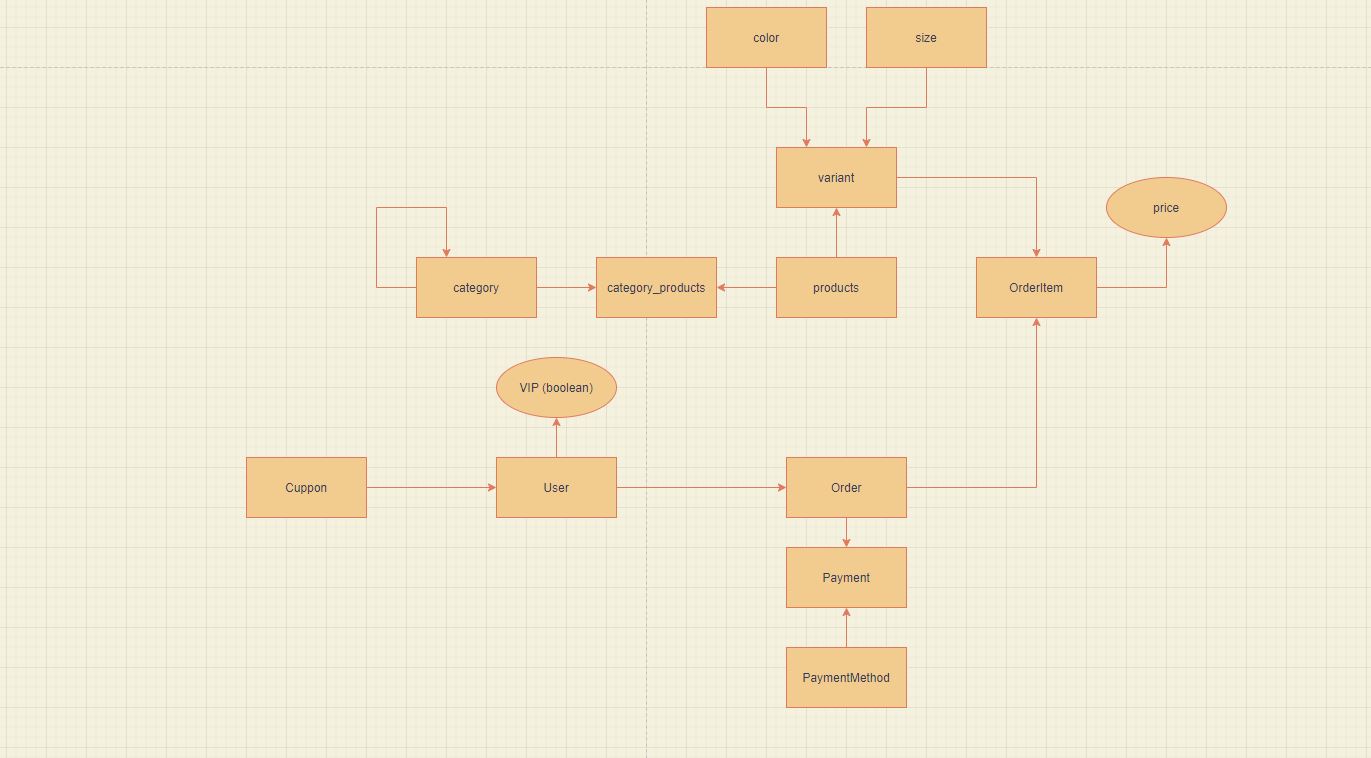 color
size
variant
price
category
category_products
products
OrderItem
VIP (boolean)
Cuppon
User
Order
Payment
PaymentMethod